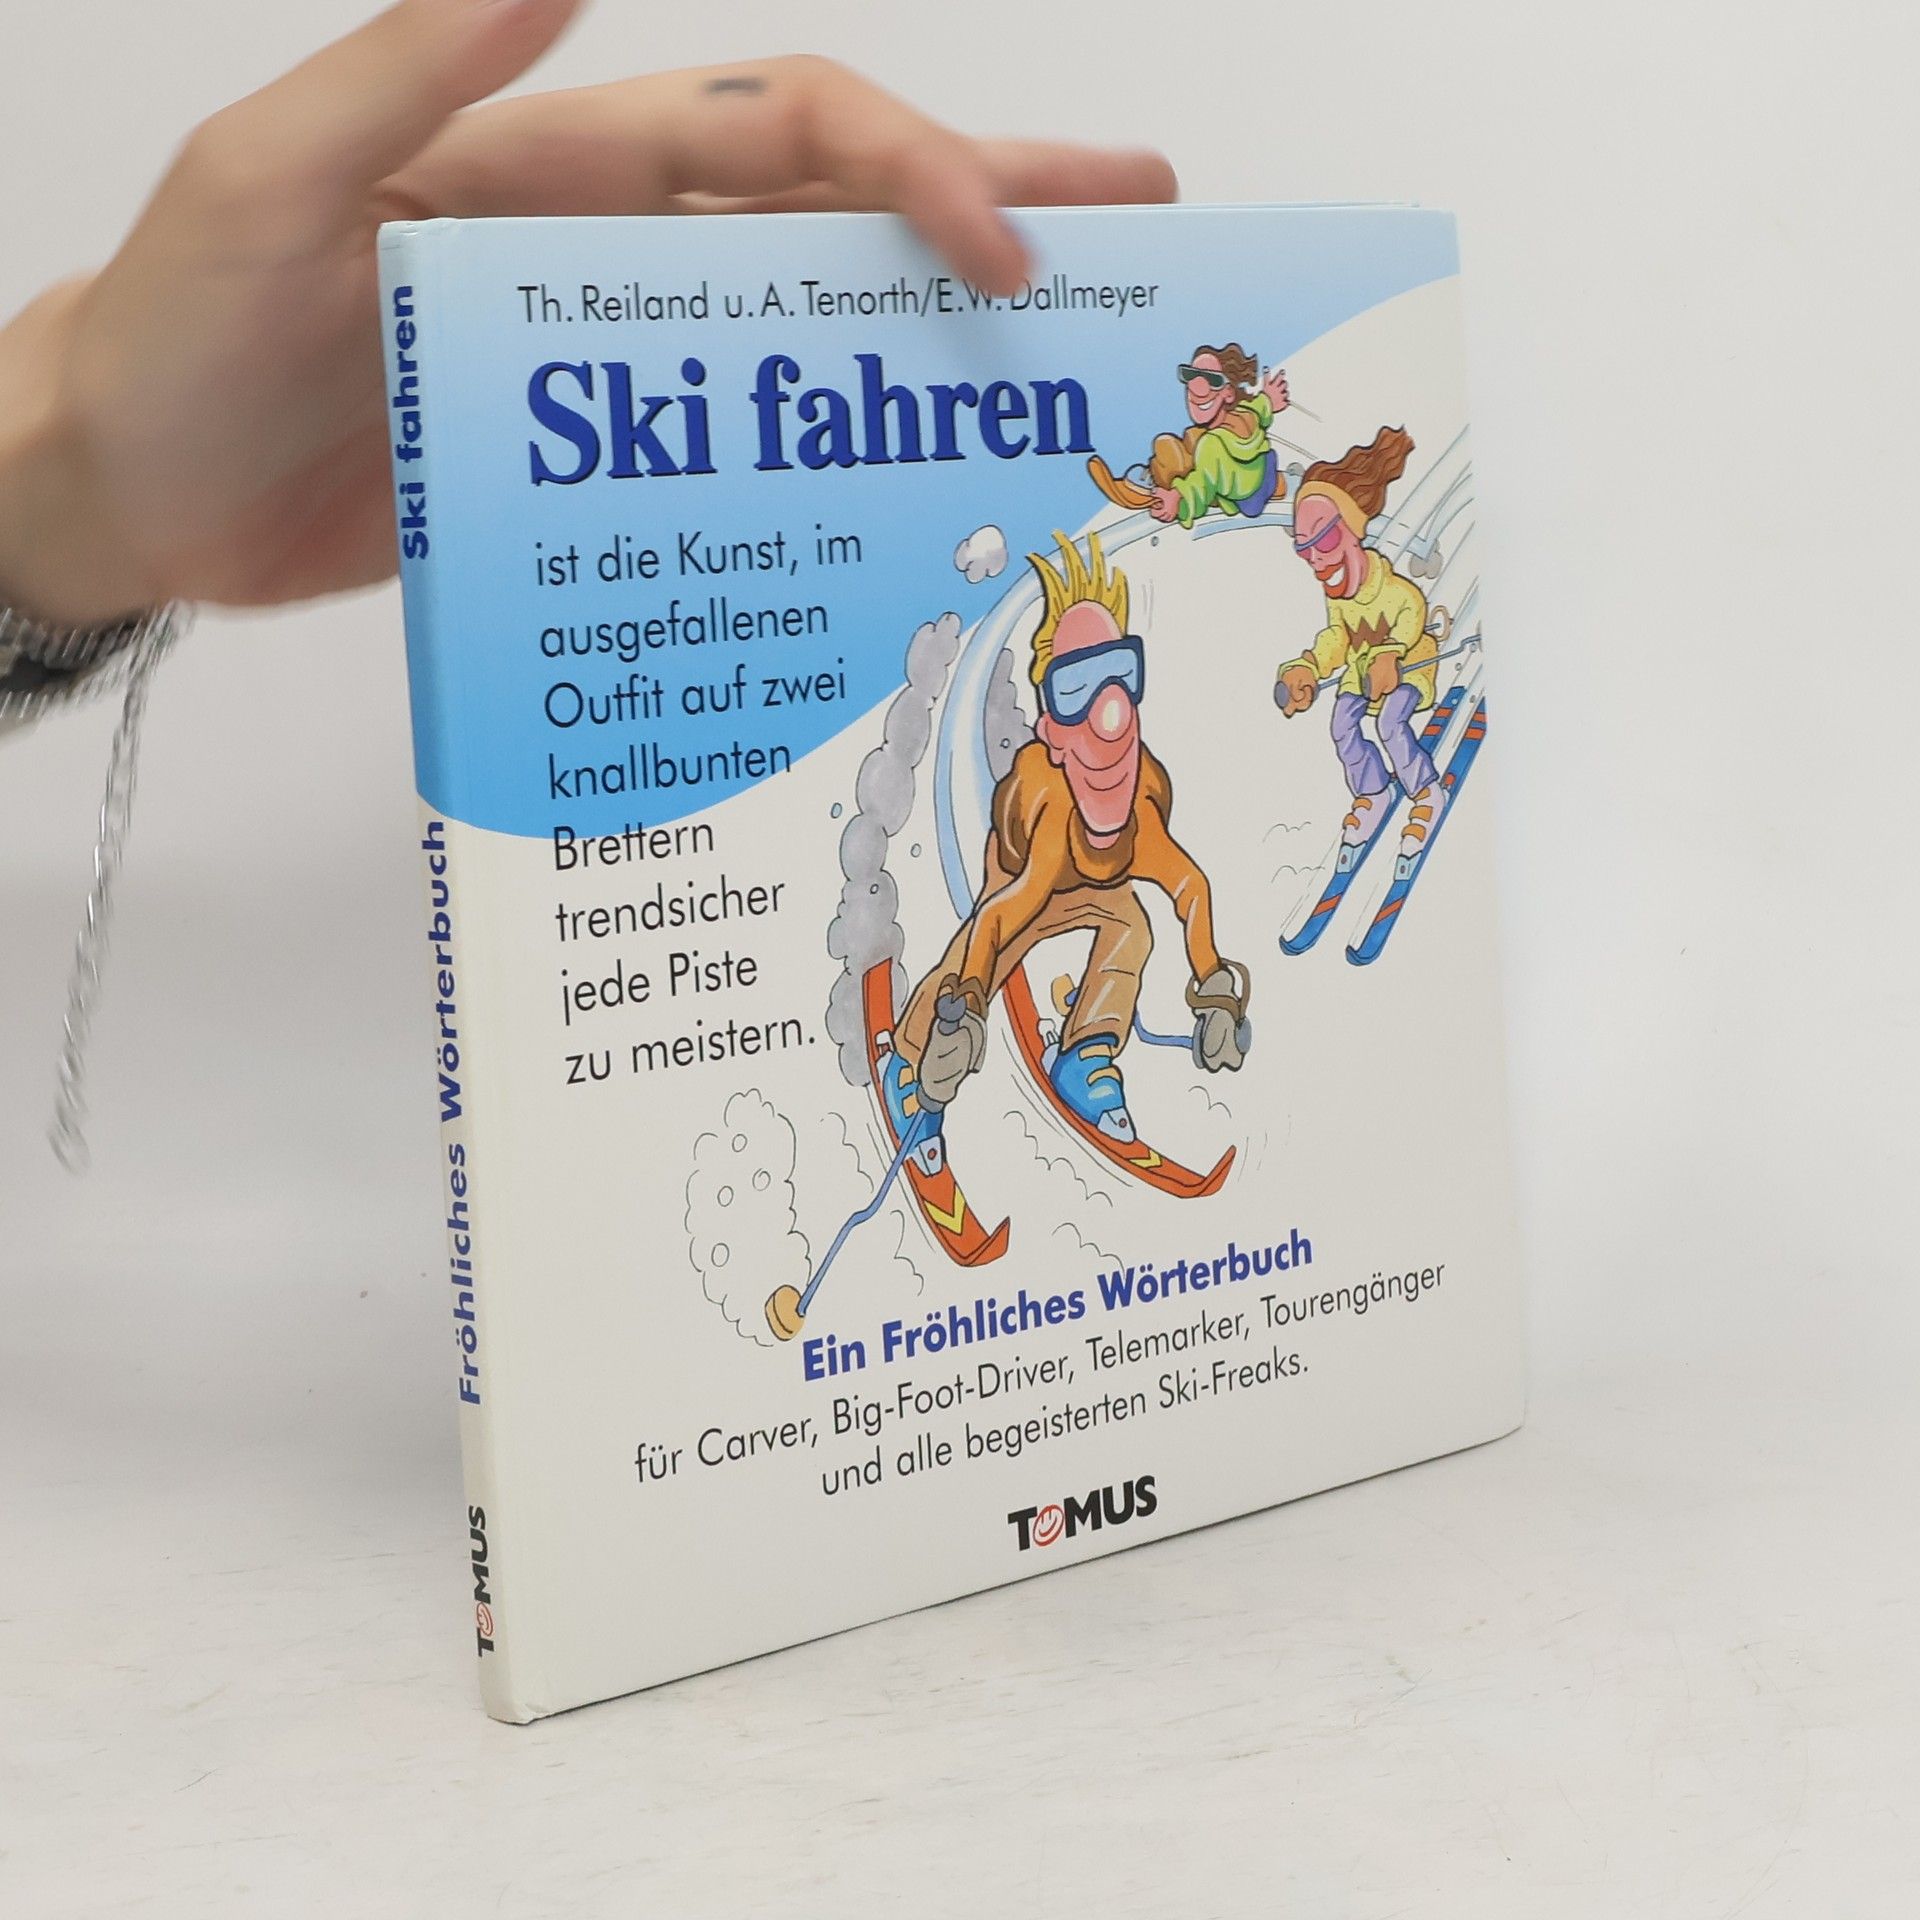 Th. Reiland u. A. Tenorth/E.W. Dallmeyer
Ski fahren
ist die Kunst, im
ausgefallenen
Outfit auf zwei
knallbunten
Brettern
trendsicher
jede Piste
zu meistern.
Ein Fröhliches Wörterbuch
für Carver, Big-Foot-Driver, Telemarker, Tourengänger
und alle begeisterten Ski-Freaks.
TOMUS
Ski fahren
Fröhliches Wörterbuch
TOMUS